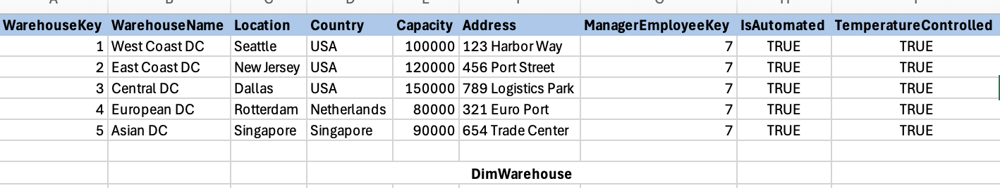 WarehouseKey WarehouseName Location Country Capacity Address ManagerEmployeeKey IsAutomated TemperatureControlled
1 West Coast DC Seattle USA 100000 123 Harbor Way 7 TRUE TRUE
2 East Coast DC New Jersey USA 120000 456 Port Street 7 TRUE TRUE
3 Central DC Dallas USA 150000 789 Logistics Park 7 TRUE TRUE
4 European DC Rotterdam Netherlands 80000 321 Euro Port 7 TRUE TRUE
5 Asian DC Singapore Singapore 90000 654 Trade Center 7 TRUE TRUE
DimWarehouse